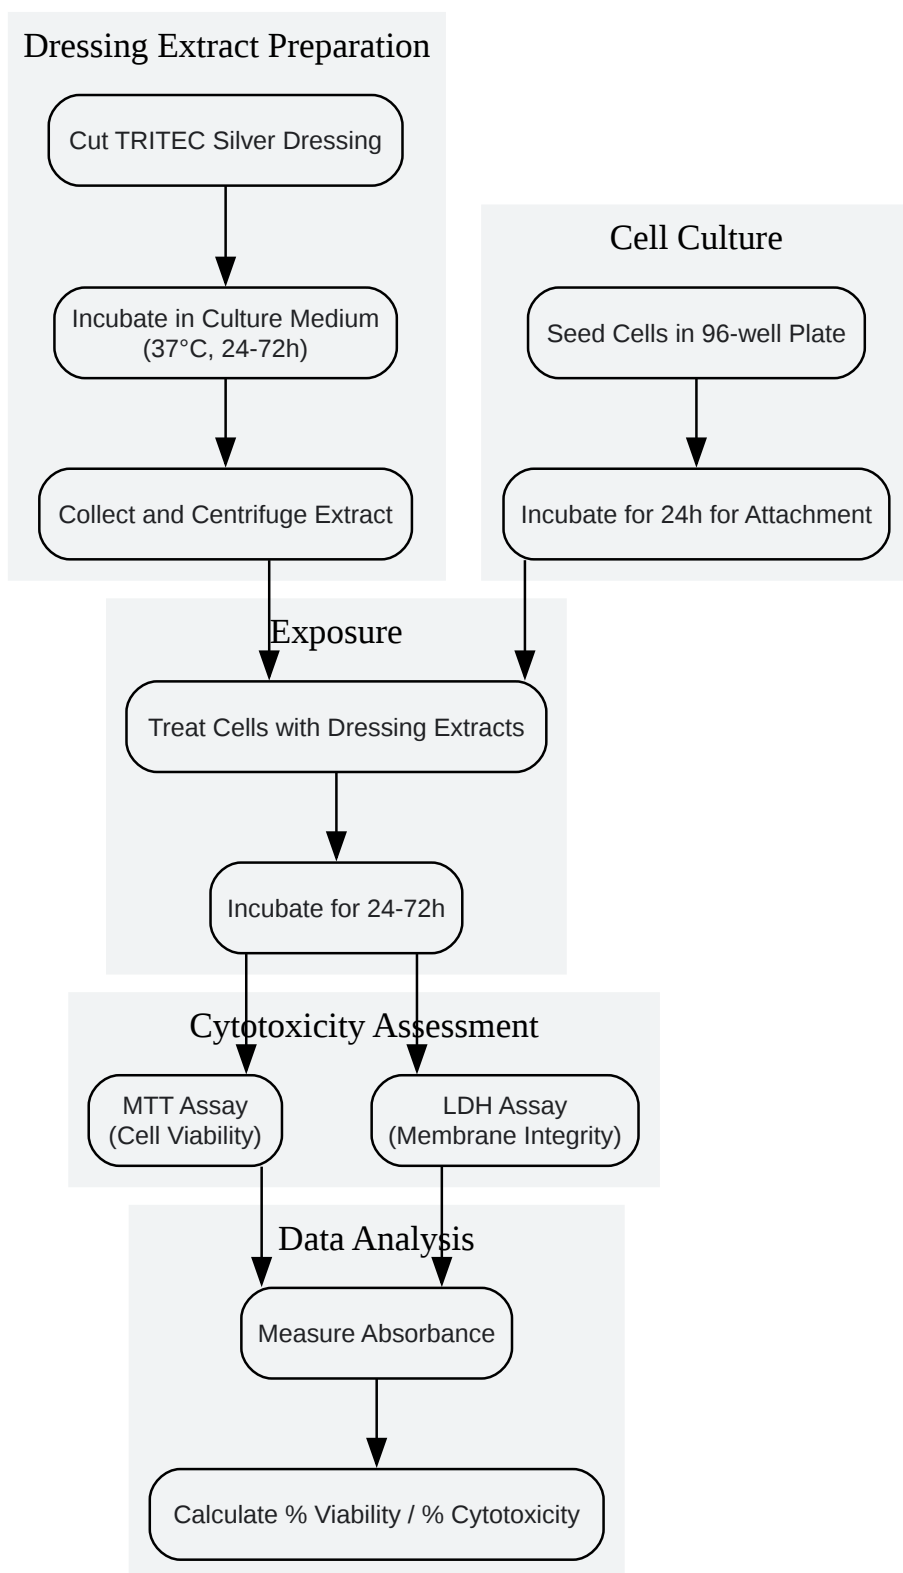 Dressing Extract Preparation
Cut TRITEC Silver Dressing
Incubate in Culture Medium
(37°C, 24-72h)
Collect and Centrifuge Extract
Cell Culture
Seed Cells in 96-well Plate
Incubate for 24h for Attachment
Exposure
Treat Cells with Dressing Extracts
Incubate for 24-72h
Cytotoxicity Assessment
MTT Assay
(Cell Viability)
LDH Assay
(Membrane Integrity)
Data Analysis
Measure Absorbance
Calculate % Viability / % Cytotoxicity